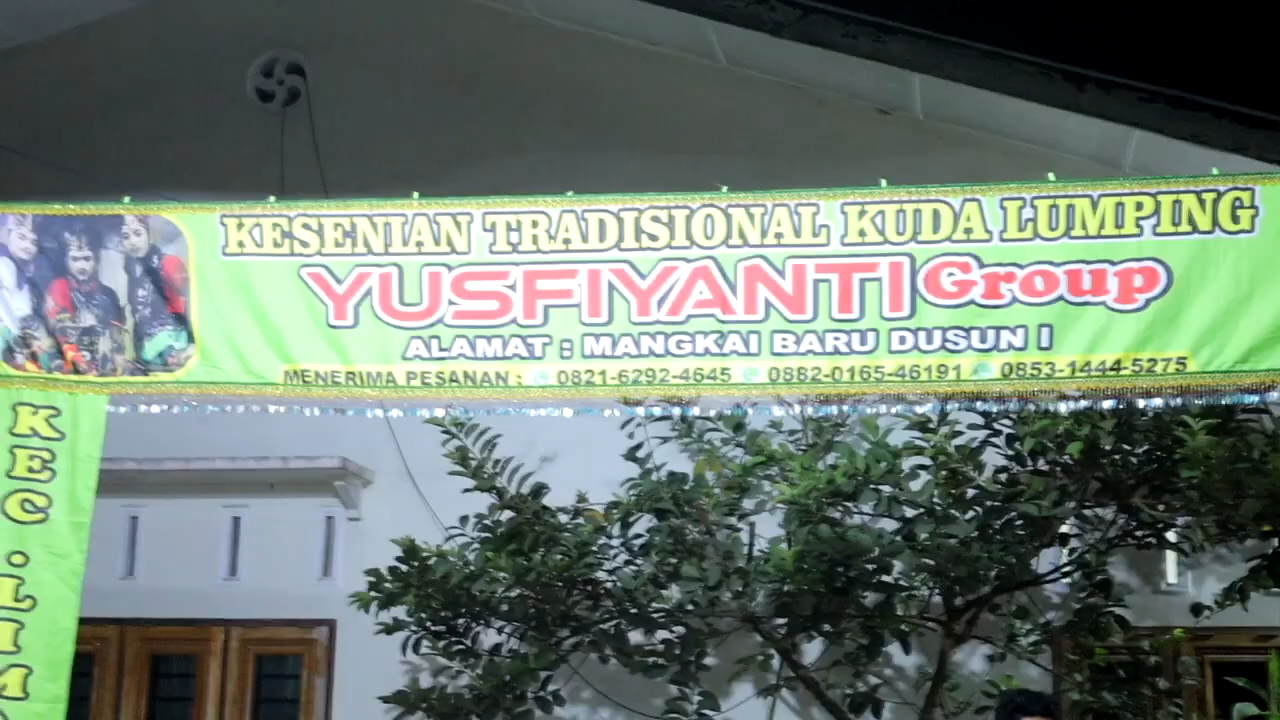 KESENIAN TRADISIONAL KUDA LUMPING
YUSFIYANTI Group
ALAMAT : MANGKAI BARU DUSUN I
MENERIMA PESANAN : 0821-6292-4645 0882-0165-46191 0853-1444-5275
KEC.LIM